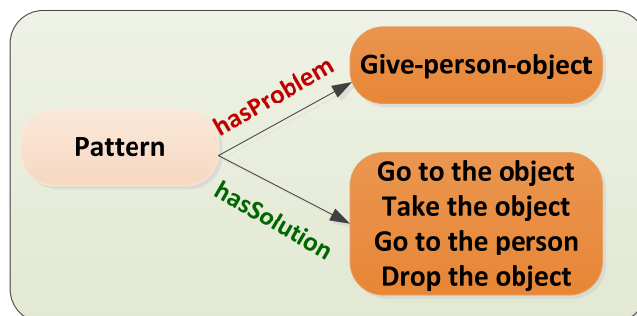 Pattern
hasProblem
Give-person-object
hasSolution
Go to the object
Take the object
Go to the person
Drop the object